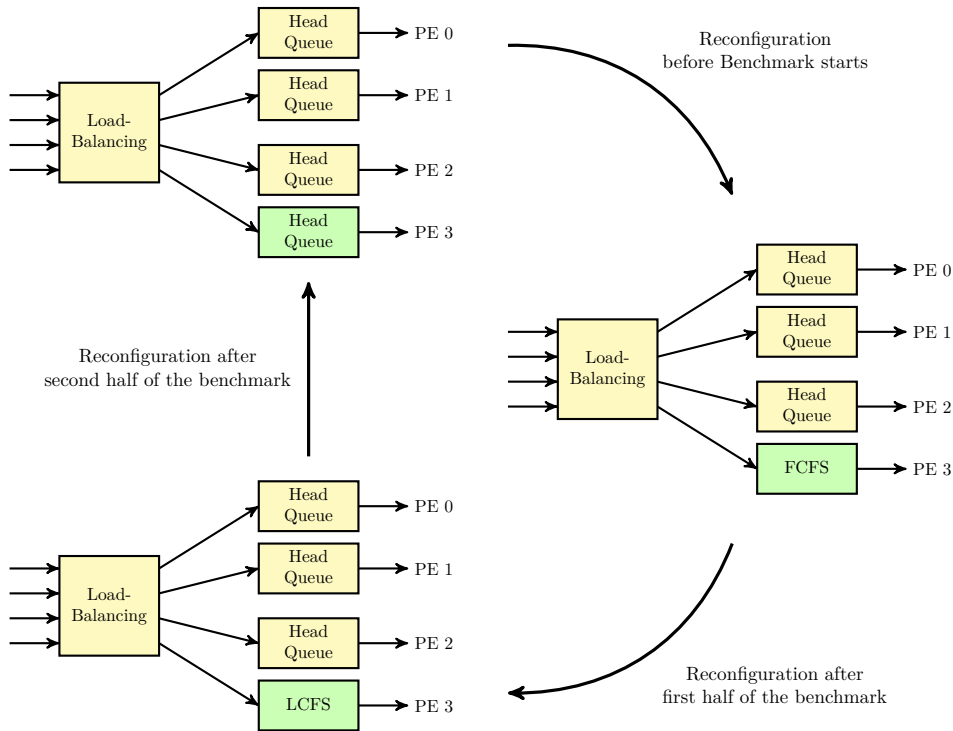 Head
Queue
PE 0
Head
Queue
PE 1
Load-
Balancing
Head
Queue
PE 2
Head
Queue
PE 3
Reconfiguration
before Benchmark starts
Head
Queue
PE 0
Head
Queue
PE 1
Load-
Balancing
Head
Queue
PE 2
FCFS
PE 3
Reconfiguration after
second half of the benchmark
Head
Queue
PE 0
Head
Queue
PE 1
Load-
Balancing
Head
Queue
PE 2
LCFS
PE 3
Reconfiguration after
first half of the benchmark